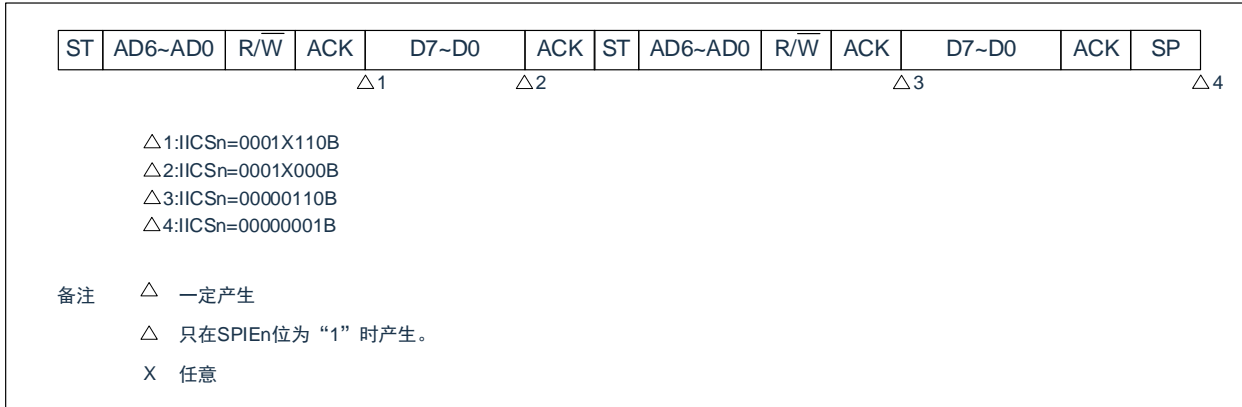 ST AD6~AD0 R/W̅ ACK D7~D0 ACK ST AD6~AD0 R/W̅ ACK D7~D0 ACK SP
△1 △2 △3 △4
△1:IICSn=0001X110B
△2:IICSn=0001X000B
△3:IICSn=00000110B
△4:IICSn=00000001B
备注 △ 一定产生
△ 只在SPIEn位为“1”时产生。
X 任意